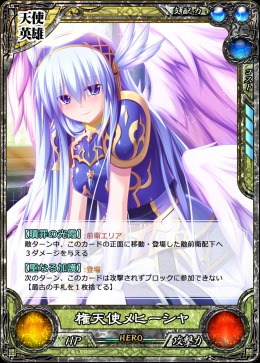 天使
英雄
【贖罪の光霞】:前衛エリア
敵ターン中、このカードの正面に移動・登場した敵前衛配下へ
3ダメージを与える
【聖なる加護】:登場
次のターン、このカードは攻撃されずブロックに参加できない
【最古の手札を1枚捨てる】
権天使メヒーシャ
HP
HERO
攻撃力